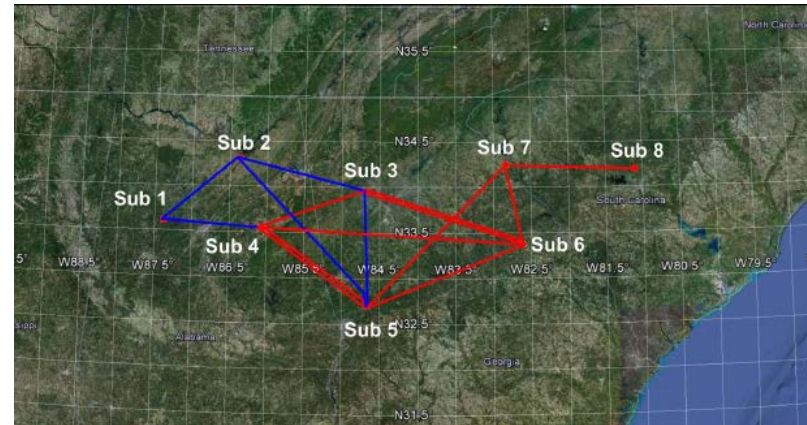 North Carolina
Tennessee
N35.5°
N34.5°
Sub 2
Sub 7
Sub 8
Sub 3
Sub 1
South Carolina
Sub 4
N33.5°
Sub 6
5°
W88.5°
W87.5°
W86.5°
W85.5°
W84.5°
W83.5°
W82.5°
W81.5°
W80.5°
W79.5°
sippi
Alabama
Sub 5
N32.5°
Georgia
N31.5°